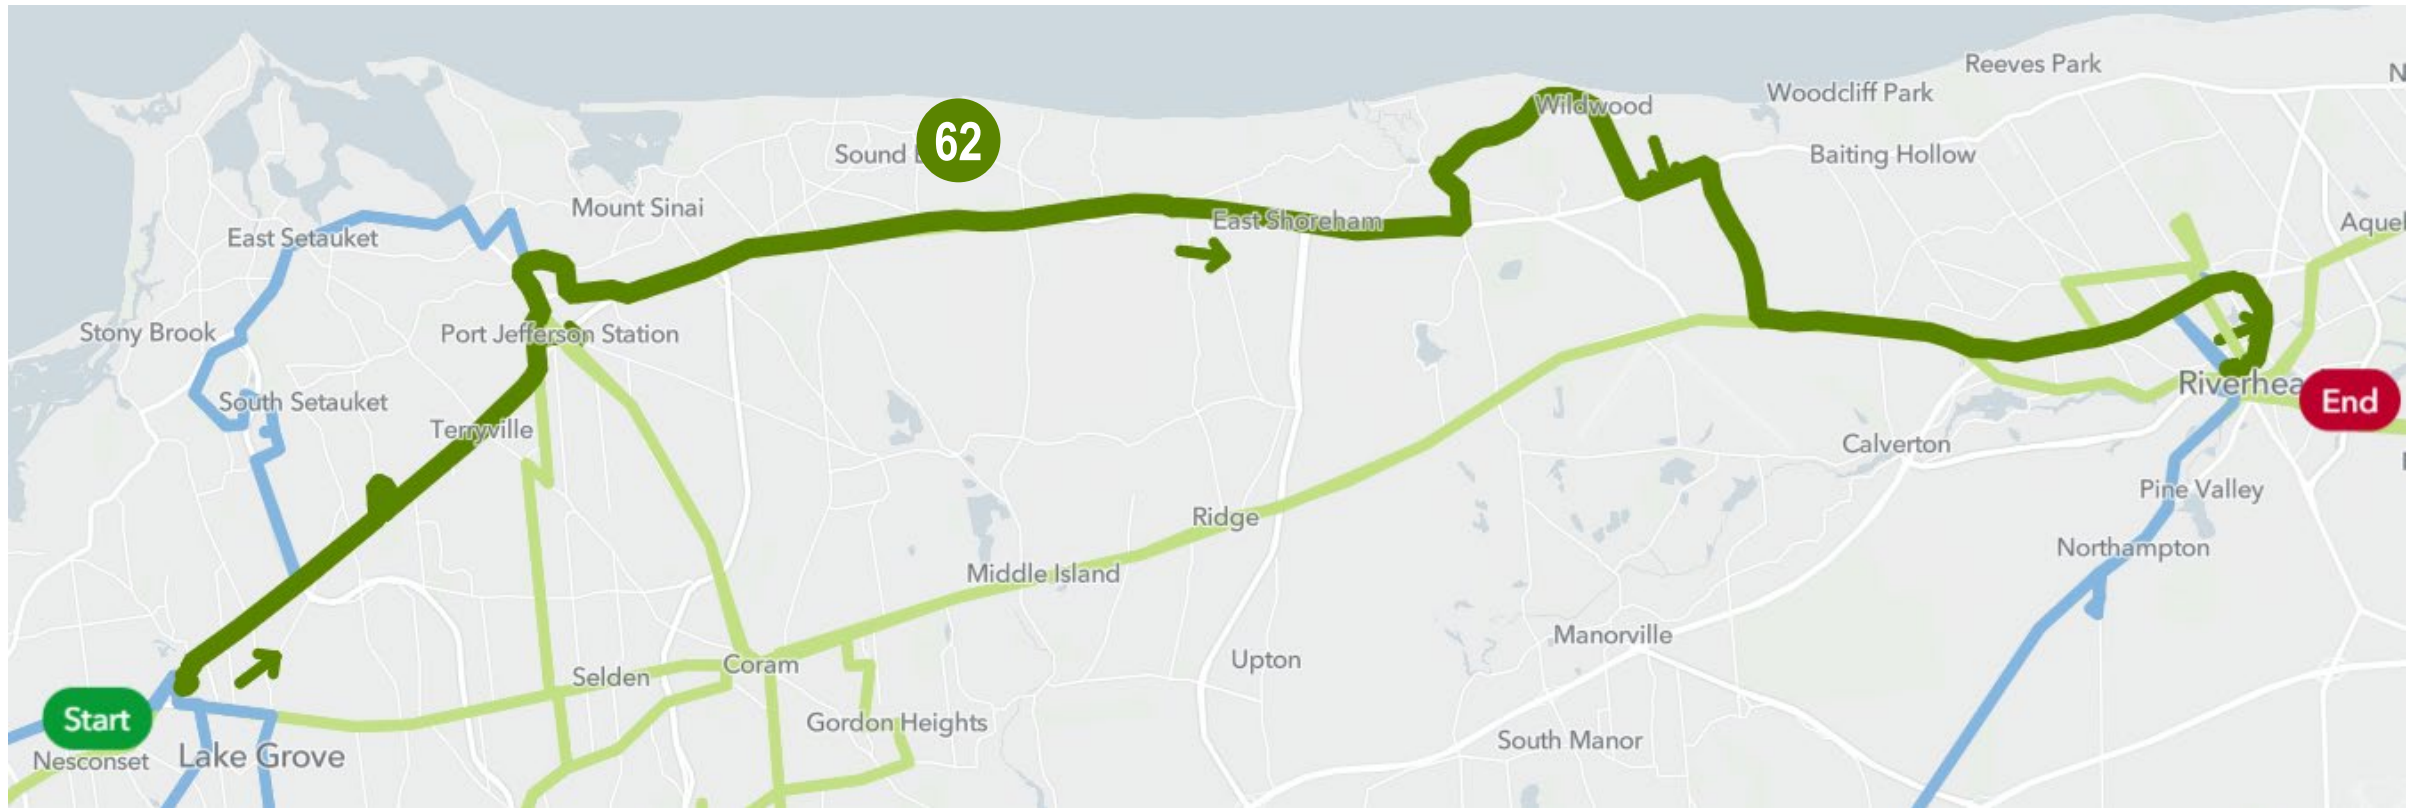 Reeves Park
N
Woodcliff Park
Wildwood
62
Sound
Baiting Hollow
Mount Sinai
East Shoreham
Aquel
East Setauket
Stony Brook
Port Jefferson Station
Riverhea
End
South Setauket
Terryville
Calverton
Pine Valley
Ridge
Northampton
Middle Island
Manorville
Upton
Coram
Selden
Start
Gordon Heights
South Manor
Lake Grove
Nesconset